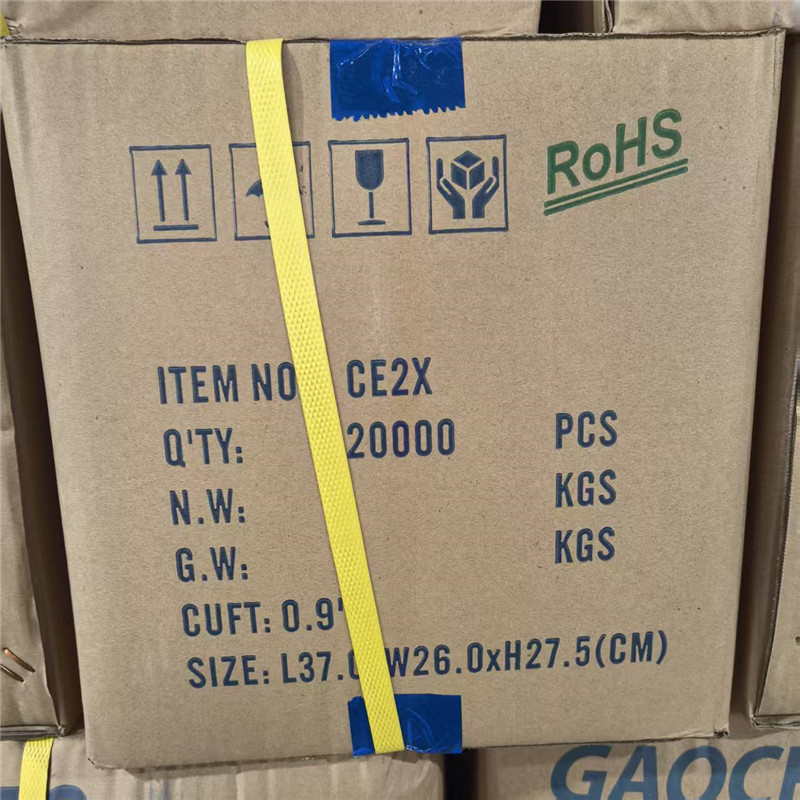 RoHS
ITEM NO CE2X
Q'TY: 20000 PCS
N.W: KGS
G.W: KGS
CUFT: 0.9
SIZE: L37. W26.0xH27.5(CM)
GAOC